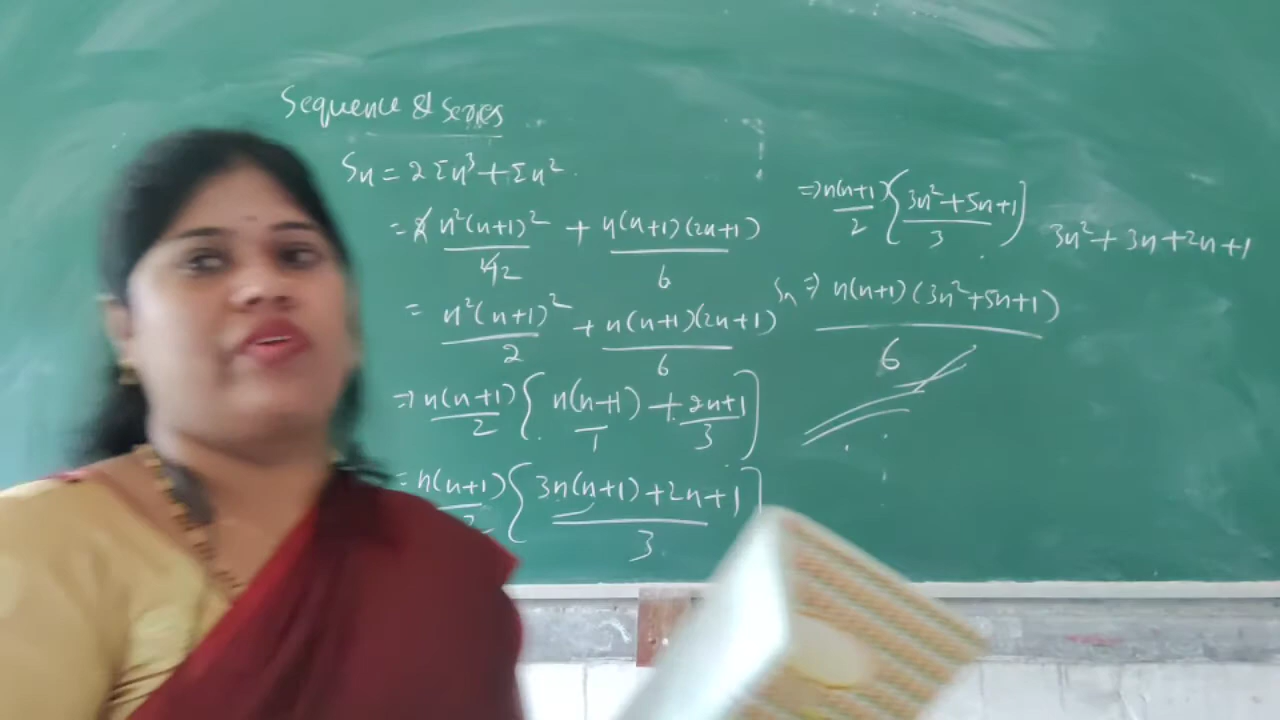 Sequence & Series
Sn = 2 Σn³ + Σn²
= 2 n²(n+1)²/4 2 + n(n+1)(2n+1)/6
= n²(n+1)²/2 + n(n+1)(2n+1)/6
⇒ n(n+1)/2 { n(n+1)/1 + 2n+1/3 }
= n(n+1)/2 { 3n(n+1)+2n+1/3 }
⇒ n(n+1)/2 { 3n²+5n+1/3 }
3n²+3n+2n+1
Sn ⇒ n(n+1)(3n²+5n+1)/6